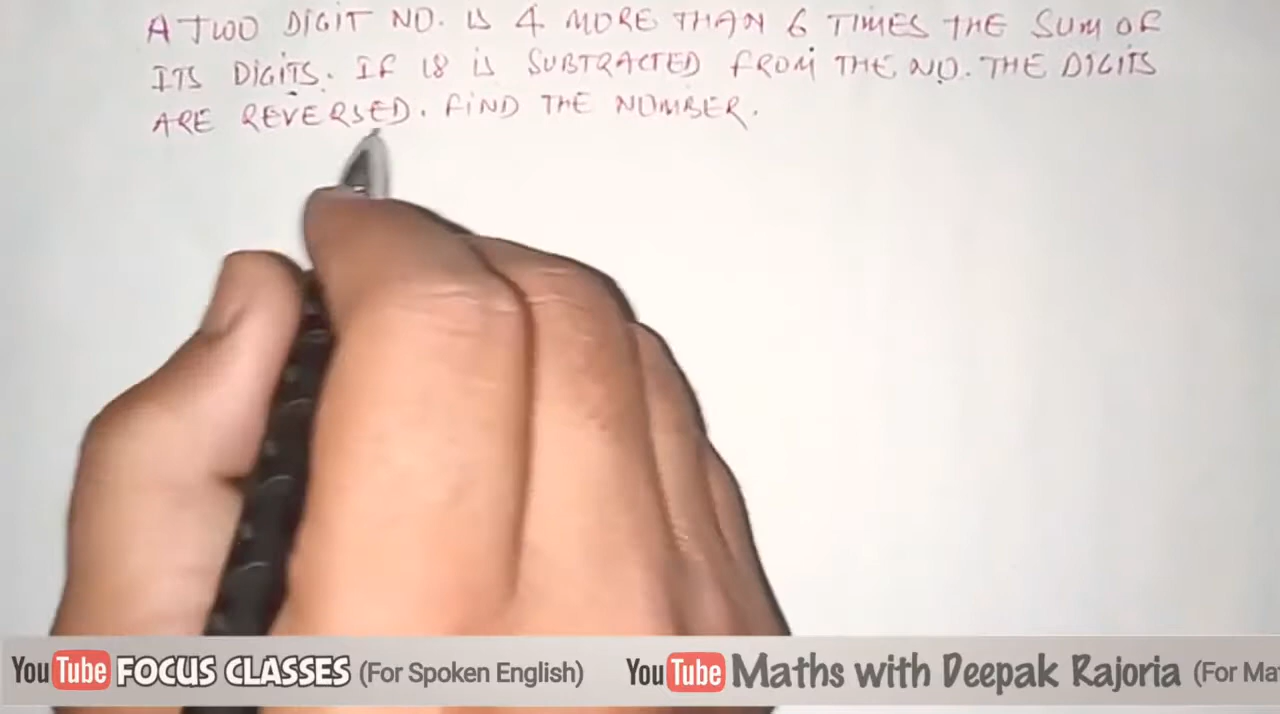 A TWO DIGIT NO. IS 4 MORE THAN 6 TIMES THE SUM OF
ITS DIGITS. IF 18 IS SUBTRACTED FROM THE NO. THE DIGITS
ARE REVERSED. FIND THE NUMBER.
YouTube FOCUS CLASSES (For Spoken English) YouTube Maths with Deepak Rajoria (For Ma